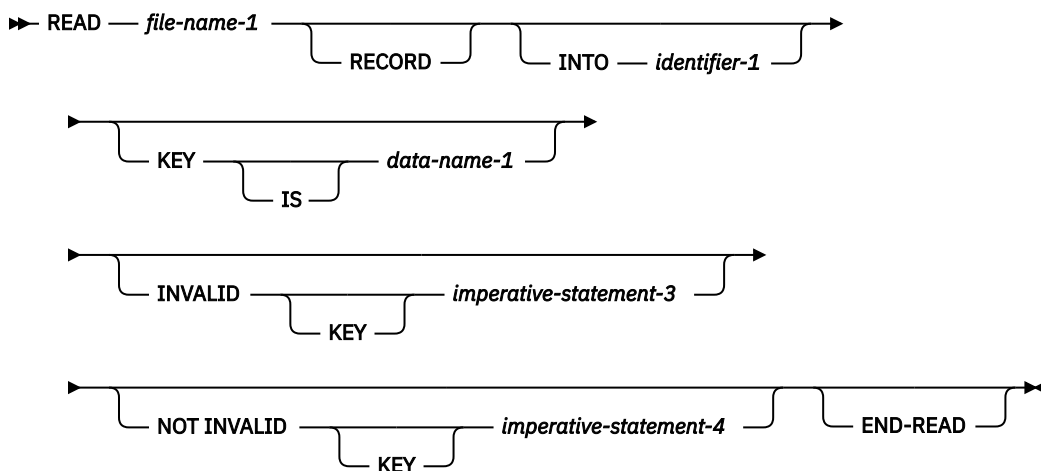 READ file-name-1
RECORD INTO identifier-1
KEY data-name-1
IS
INVALID imperative-statement-3
KEY
NOT INVALID imperative-statement-4 END-READ
KEY